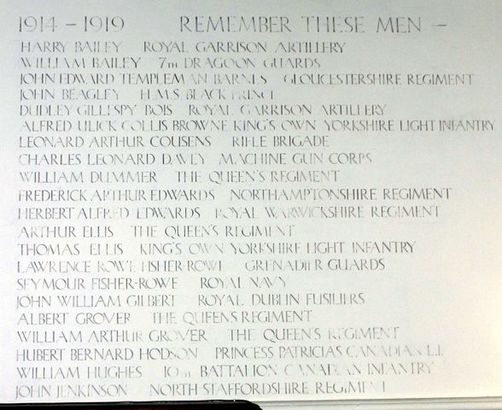 1914 – 1919 REMEMBER THESE MEN –
HARRY BAILEY ROYAL GARRISON ARTILLERY
WILLIAM BAILEY 7TH DRAGOON GUARDS
JOHN EDWARD TEMPLEMAN BARNES GLOUCESTERSHIRE REGIMENT
JOHN BEAGLEY H.M.S BLACK PRINCE
DUDLEY GILLESPY BOIS ROYAL GARRISON ARTILLERY
ALFRED ULICK COLLIS BROWNE KING'S OWN YORKSHIRE LIGHT INFANTRY
LEONARD ARTHUR COUSENS RIFLE BRIGADE
CHARLES LEONARD DAVEY MACHINE GUN CORPS
WILLIAM DUMMER THE QUEEN'S REGIMENT
FREDERICK ARTHUR EDWARDS NORTHAMPTONSHIRE REGIMENT
HERBERT ALFRED EDWARDS ROYAL WARWICKSHIRE REGIMENT
ARTHUR ELLIS THE QUEEN'S REGIMENT
THOMAS ELLIS KING'S OWN YORKSHIRE LIGHT INFANTRY
LAWRENCE ROWE FISHER-ROWE GRENADIER GUARDS
SEYMOUR FISHER-ROWE ROYAL NAVY
JOHN WILLIAM GILBERT ROYAL DUBLIN FUSILIERS
ALBERT GROVER THE QUEEN'S REGIMENT
WILLIAM ARTHUR GROVER THE QUEEN'S REGIMENT
HUBERT BERNARD HODSON PRINCESS PATRICIAS CANADIAN L.I.
WILLIAM HUGHES 10TH BATTALION CANADIAN INFANTRY
JOHN JENKINSON NORTH STAFFORDSHIRE REGIMENT